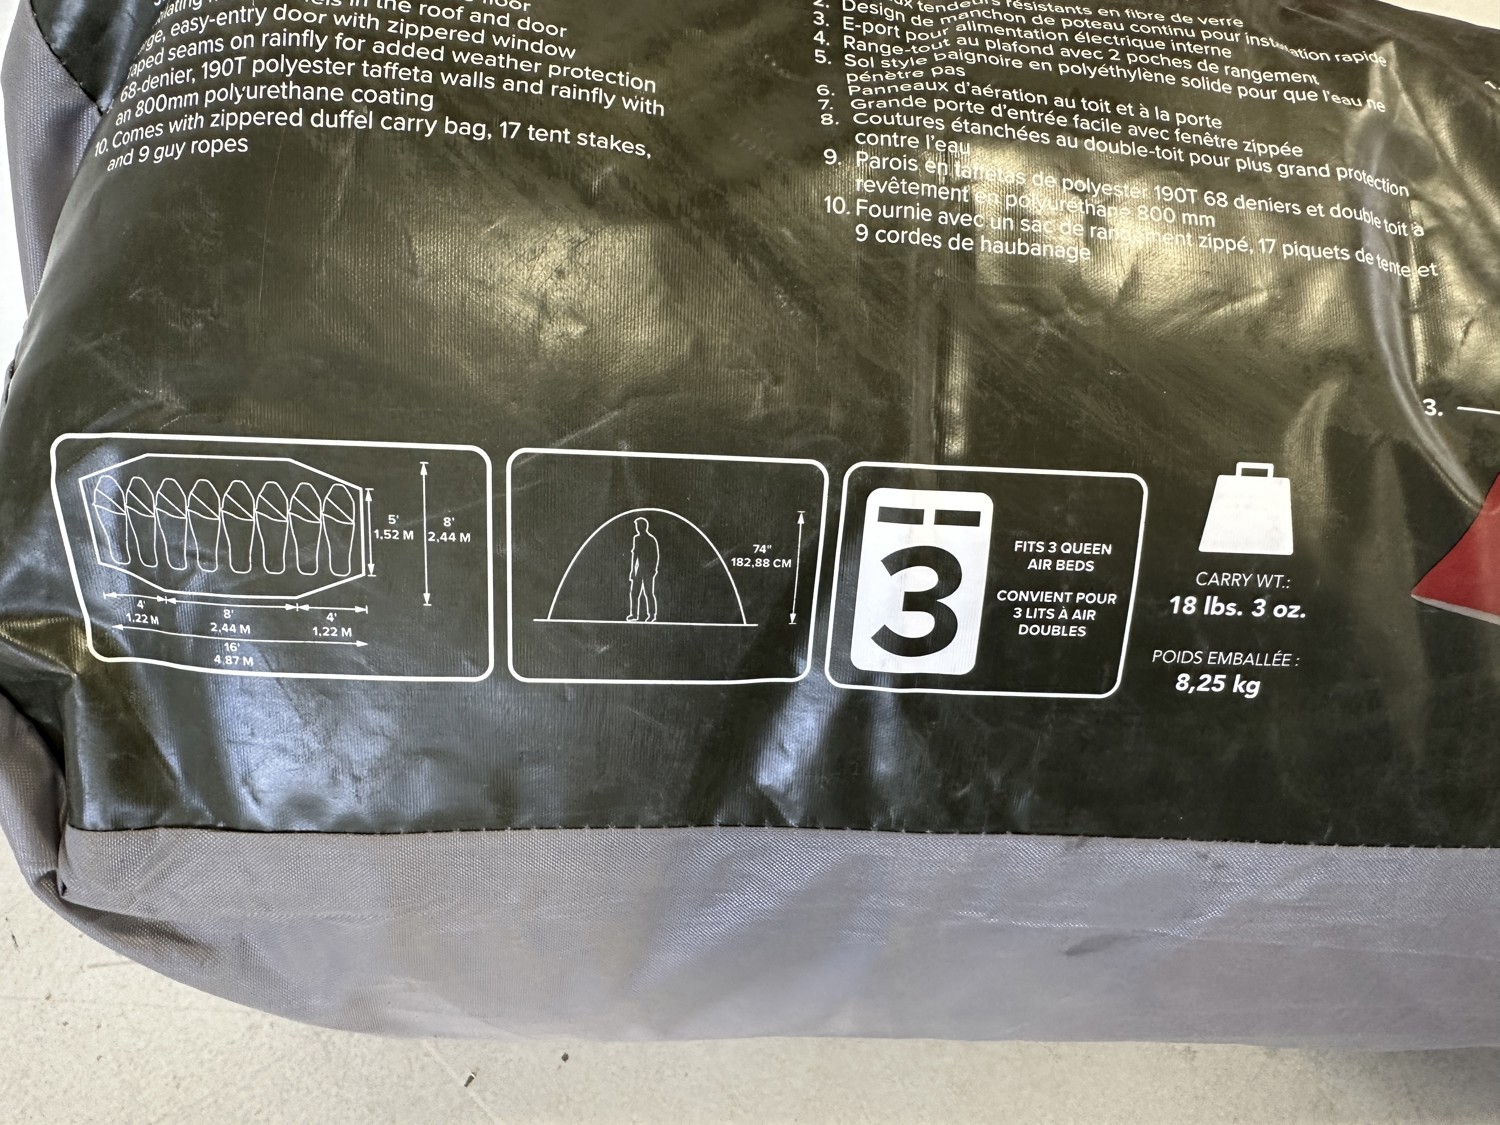 in the roof and door
easy-entry door with zippered window
seams on rainfly for added weather protection
68-denier, 190T polyester taffeta walls and rainfly with
an 800mm polyurethane coating
10. Comes with zippered duffel carry bag, 17 tent stakes,
and 9 guy ropes
résistants en fibre de verre
2. Design de manchon de poteau continu pour installation rapide
3. E-port pour alimentation électrique interne
4. Range-tout au plafond avec 2 poches de rangement
5. Sol style baignoire en polyéthylène solide pour que l'eau ne
pénètre pas
6. Panneaux d'aération au toit et à la porte
7. Grande porte d'entrée facile avec fenêtre zippée
8. Coutures étanchées au double-toit pour plus grand protection
contre l'eau
9. Parois en taffetas de polyester 190T 68 deniers et double toit à
revêtement en polyuréthane 800 mm
10. Fournie avec un sac de rangement zippé, 17 piquets de tente et
9 cordes de haubanage
3.
5'
1,52 M
8'
2,44 M
4'
1,22 M
8'
2,44 M
4'
1,22 M
16'
4,87 M
74"
182,88 CM
3
FITS 3 QUEEN
AIR BEDS
CONVIENT POUR
3 LITS À AIR
DOUBLES
CARRY WT.:
18 lbs. 3 oz.
POIDS EMBALLÉE :
8,25 kg